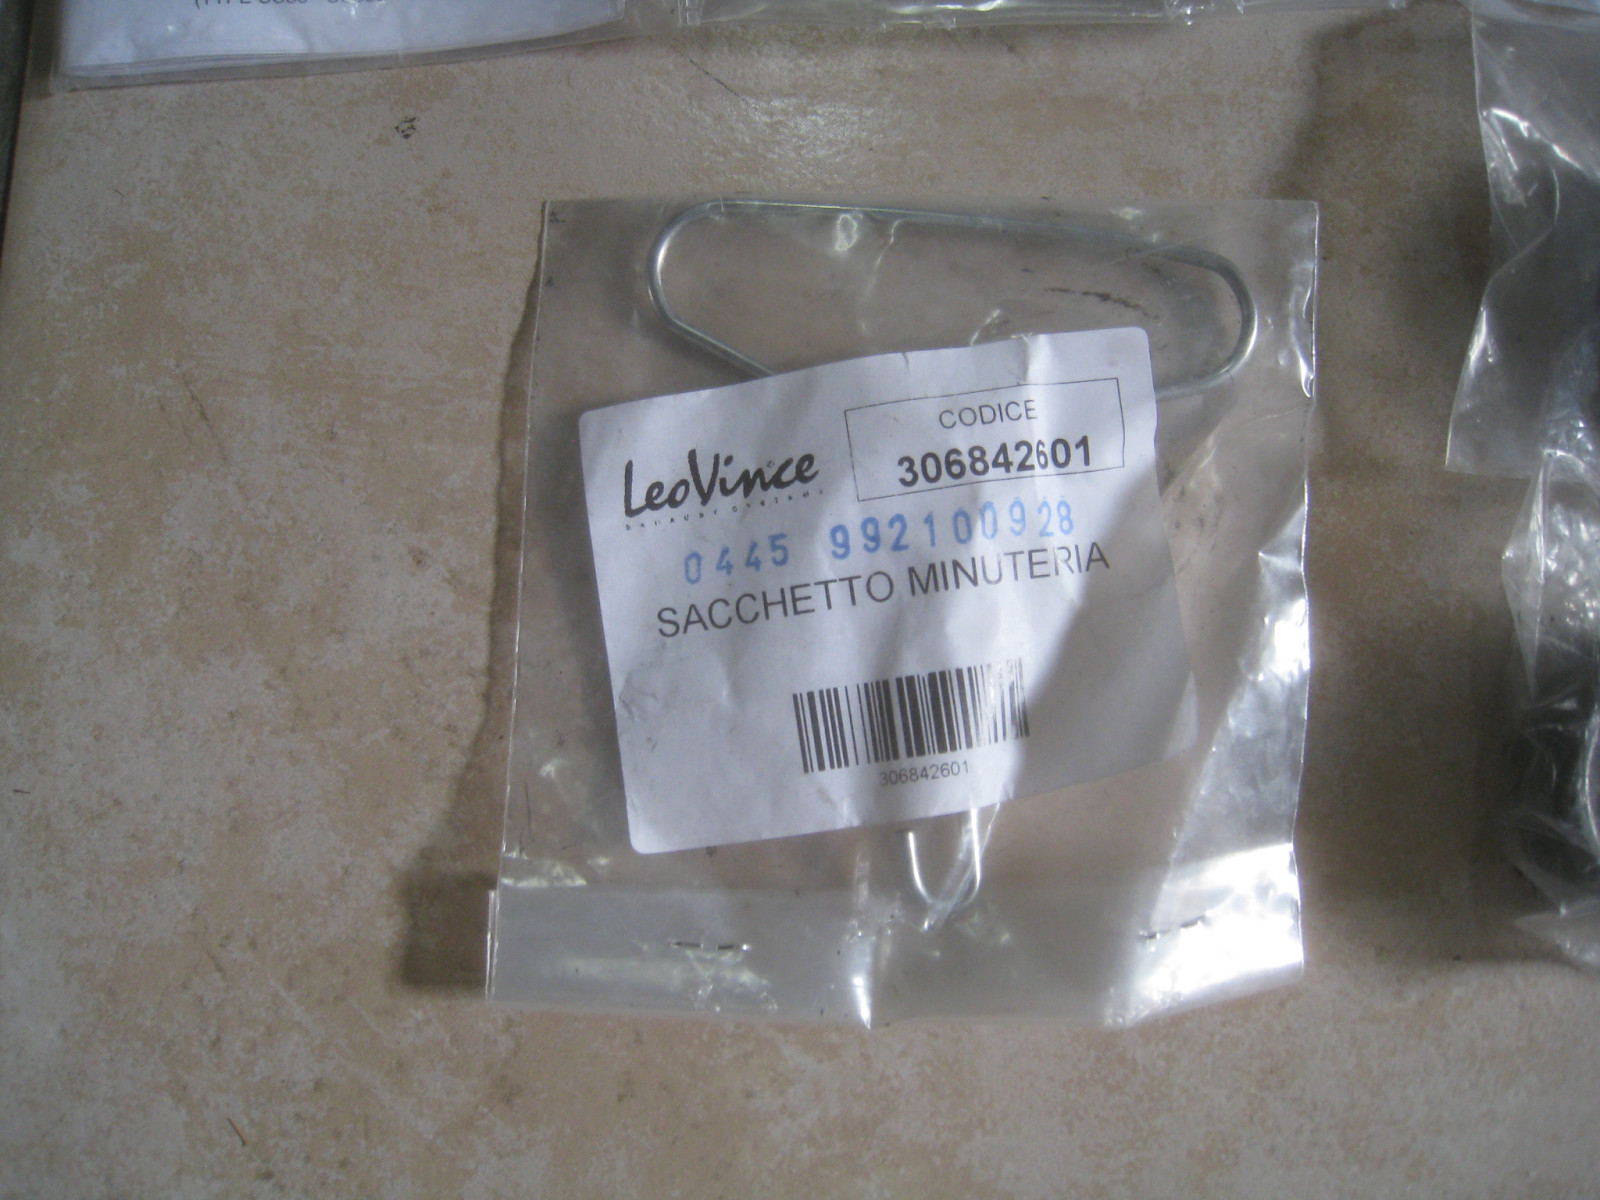 CODICE
306842601
LeoVince
0445 992100928
SACCHETTO MINUTERIA
306842601